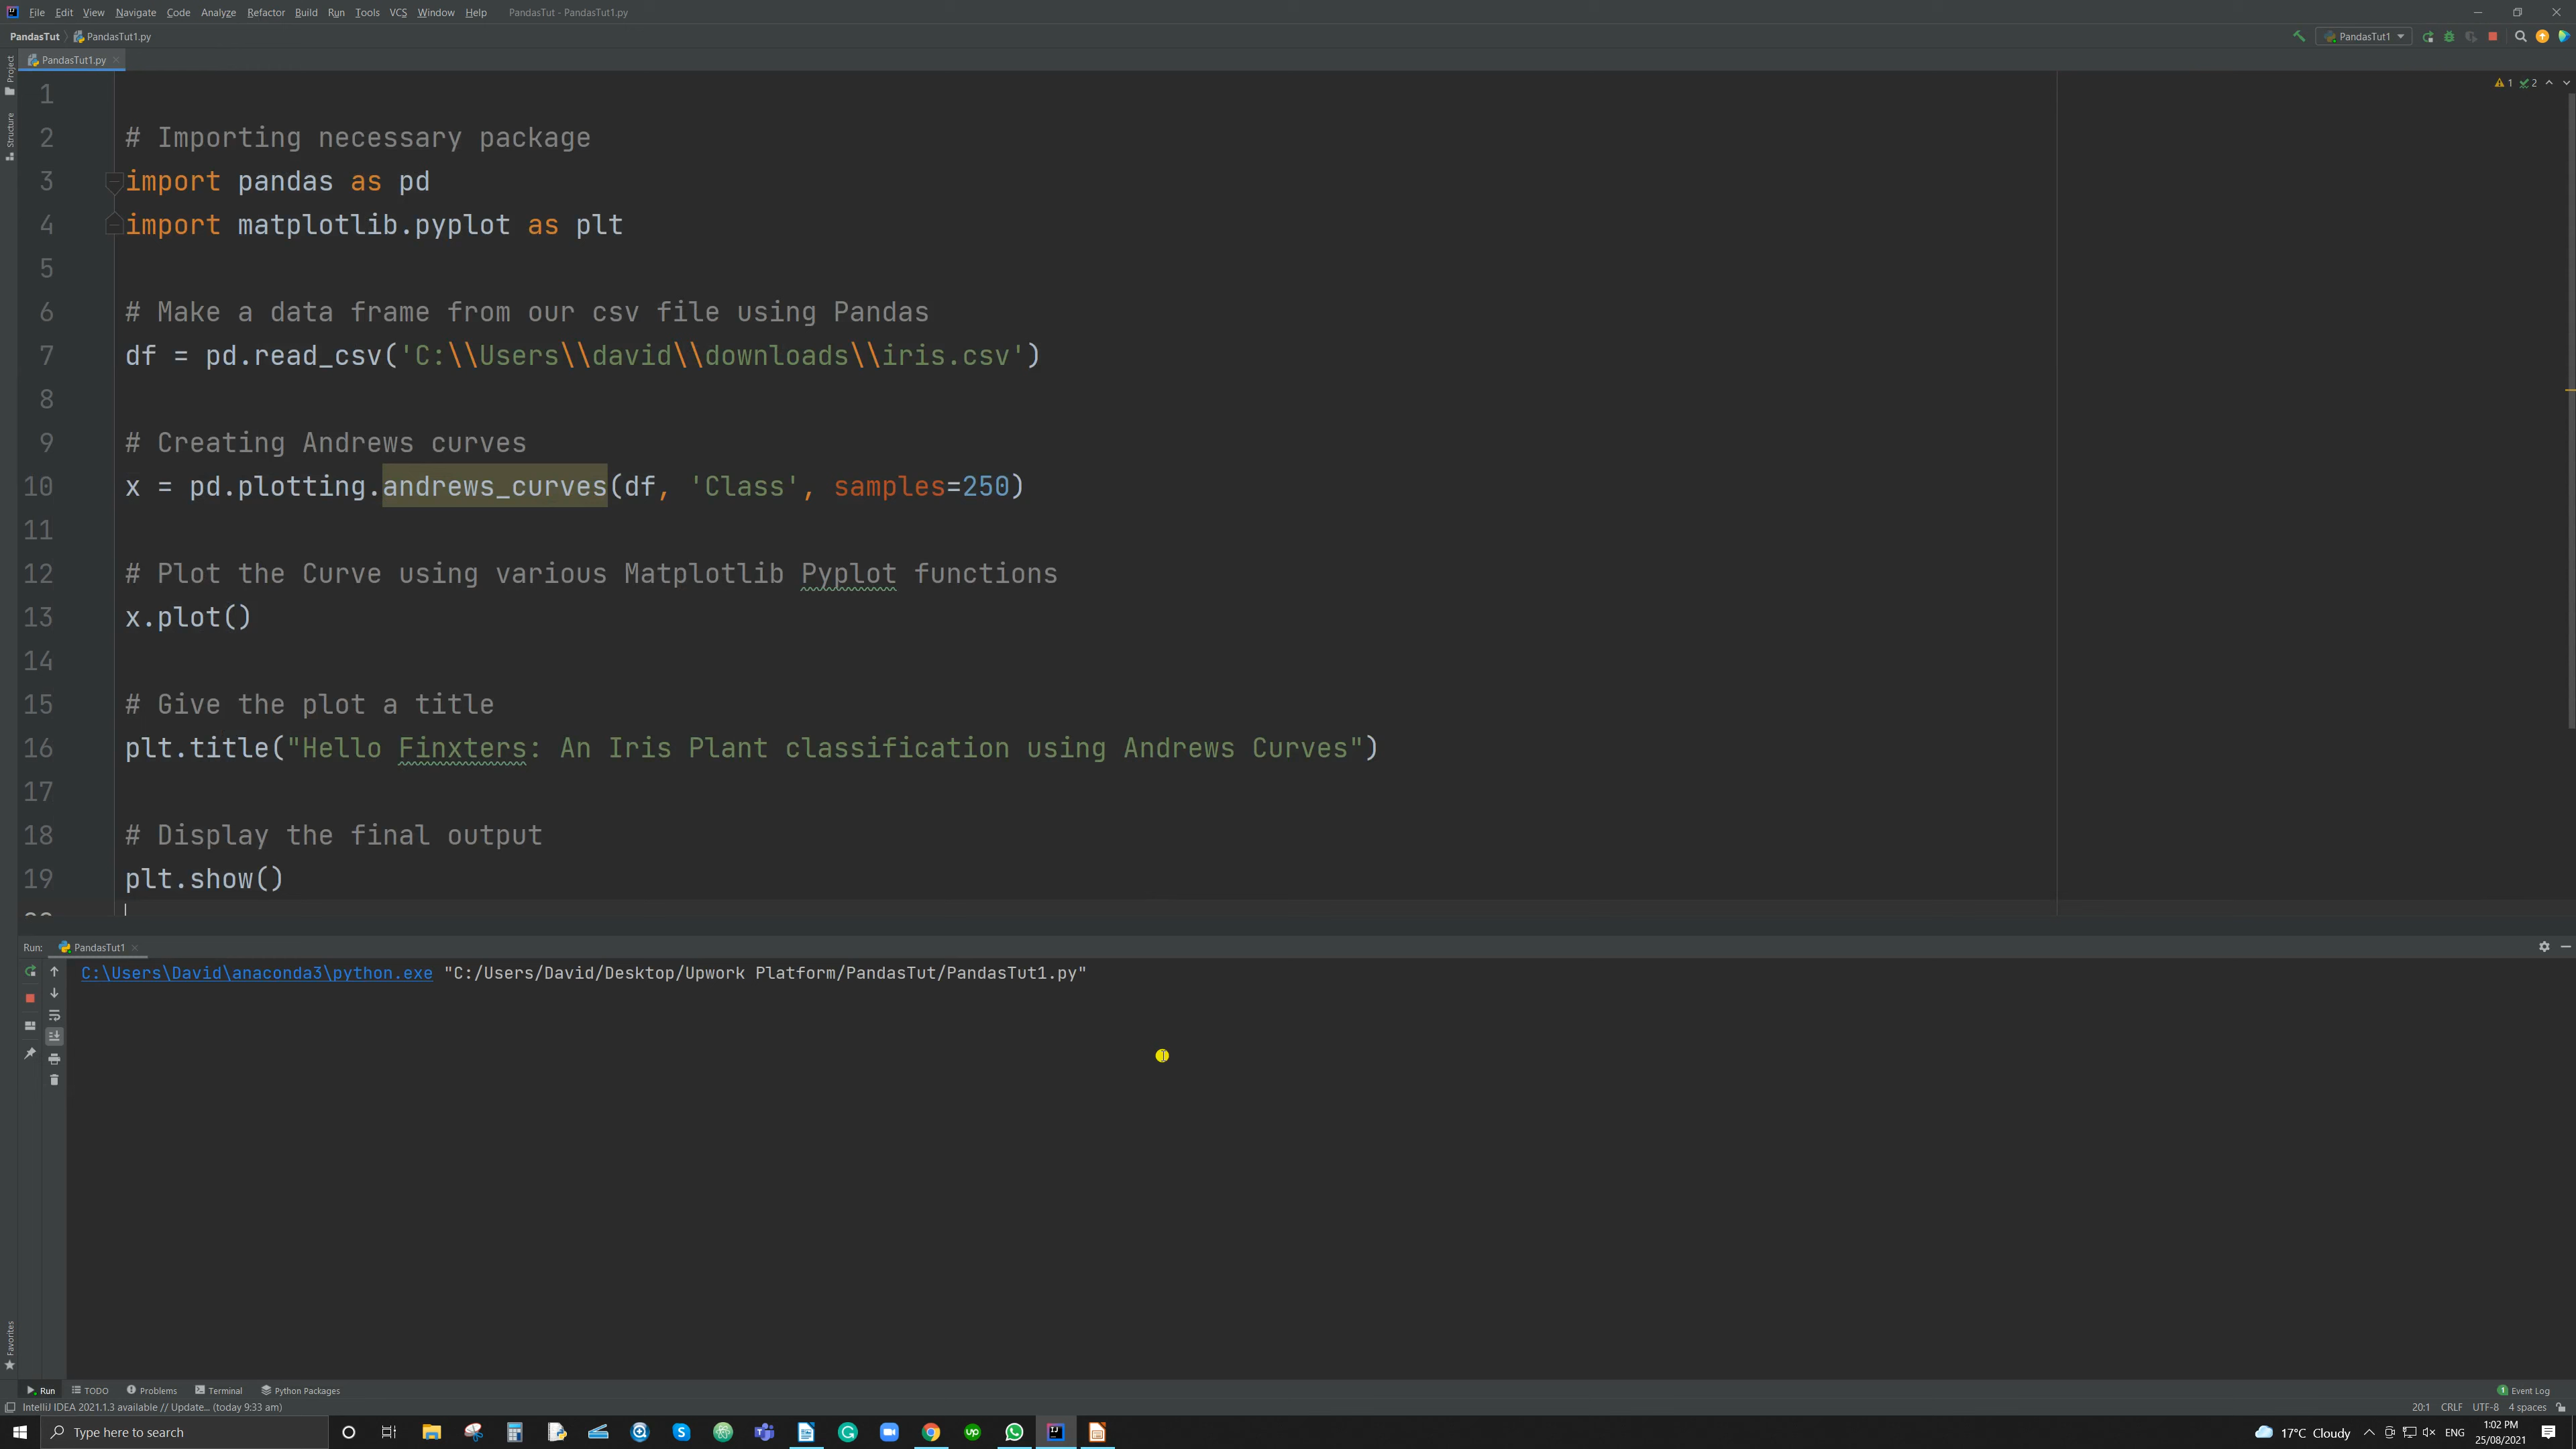 File Edit View Navigate Code Analyze Refactor Build Run Tools VCS Window Help PandasTut - PandasTut1.py
PandasTut PandasTut1.py PandasTut1
PandasTut1.py
Project
Structure
1 2
1
2 # Importing necessary package
3 import pandas as pd
4 import matplotlib.pyplot as plt
5
6 # Make a data frame from our csv file using Pandas
7 df = pd.read_csv('C:\\Users\\david\\downloads\\iris.csv')
8
9 # Creating Andrews curves
10 x = pd.plotting.andrews_curves(df, 'Class', samples=250)
11
12 # Plot the Curve using various Matplotlib Pyplot functions
13 x.plot()
14
15 # Give the plot a title
16 plt.title("Hello Finxters: An Iris Plant classification using Andrews Curves")
17
18 # Display the final output
19 plt.show()
Run: PandasTut1
C:\Users\David\anaconda3\python.exe "C:/Users/David/Desktop/Upwork Platform/PandasTut/PandasTut1.py"
Favorites
Run TODO Problems Terminal Python Packages 1 Event Log
IntelliJ IDEA 2021.1.3 available // Update... (today 9:33 am) 20:1 CRLF UTF-8 4 spaces
Type here to search up IJ 17°C Cloudy ENG 1:02 PM
25/08/2021